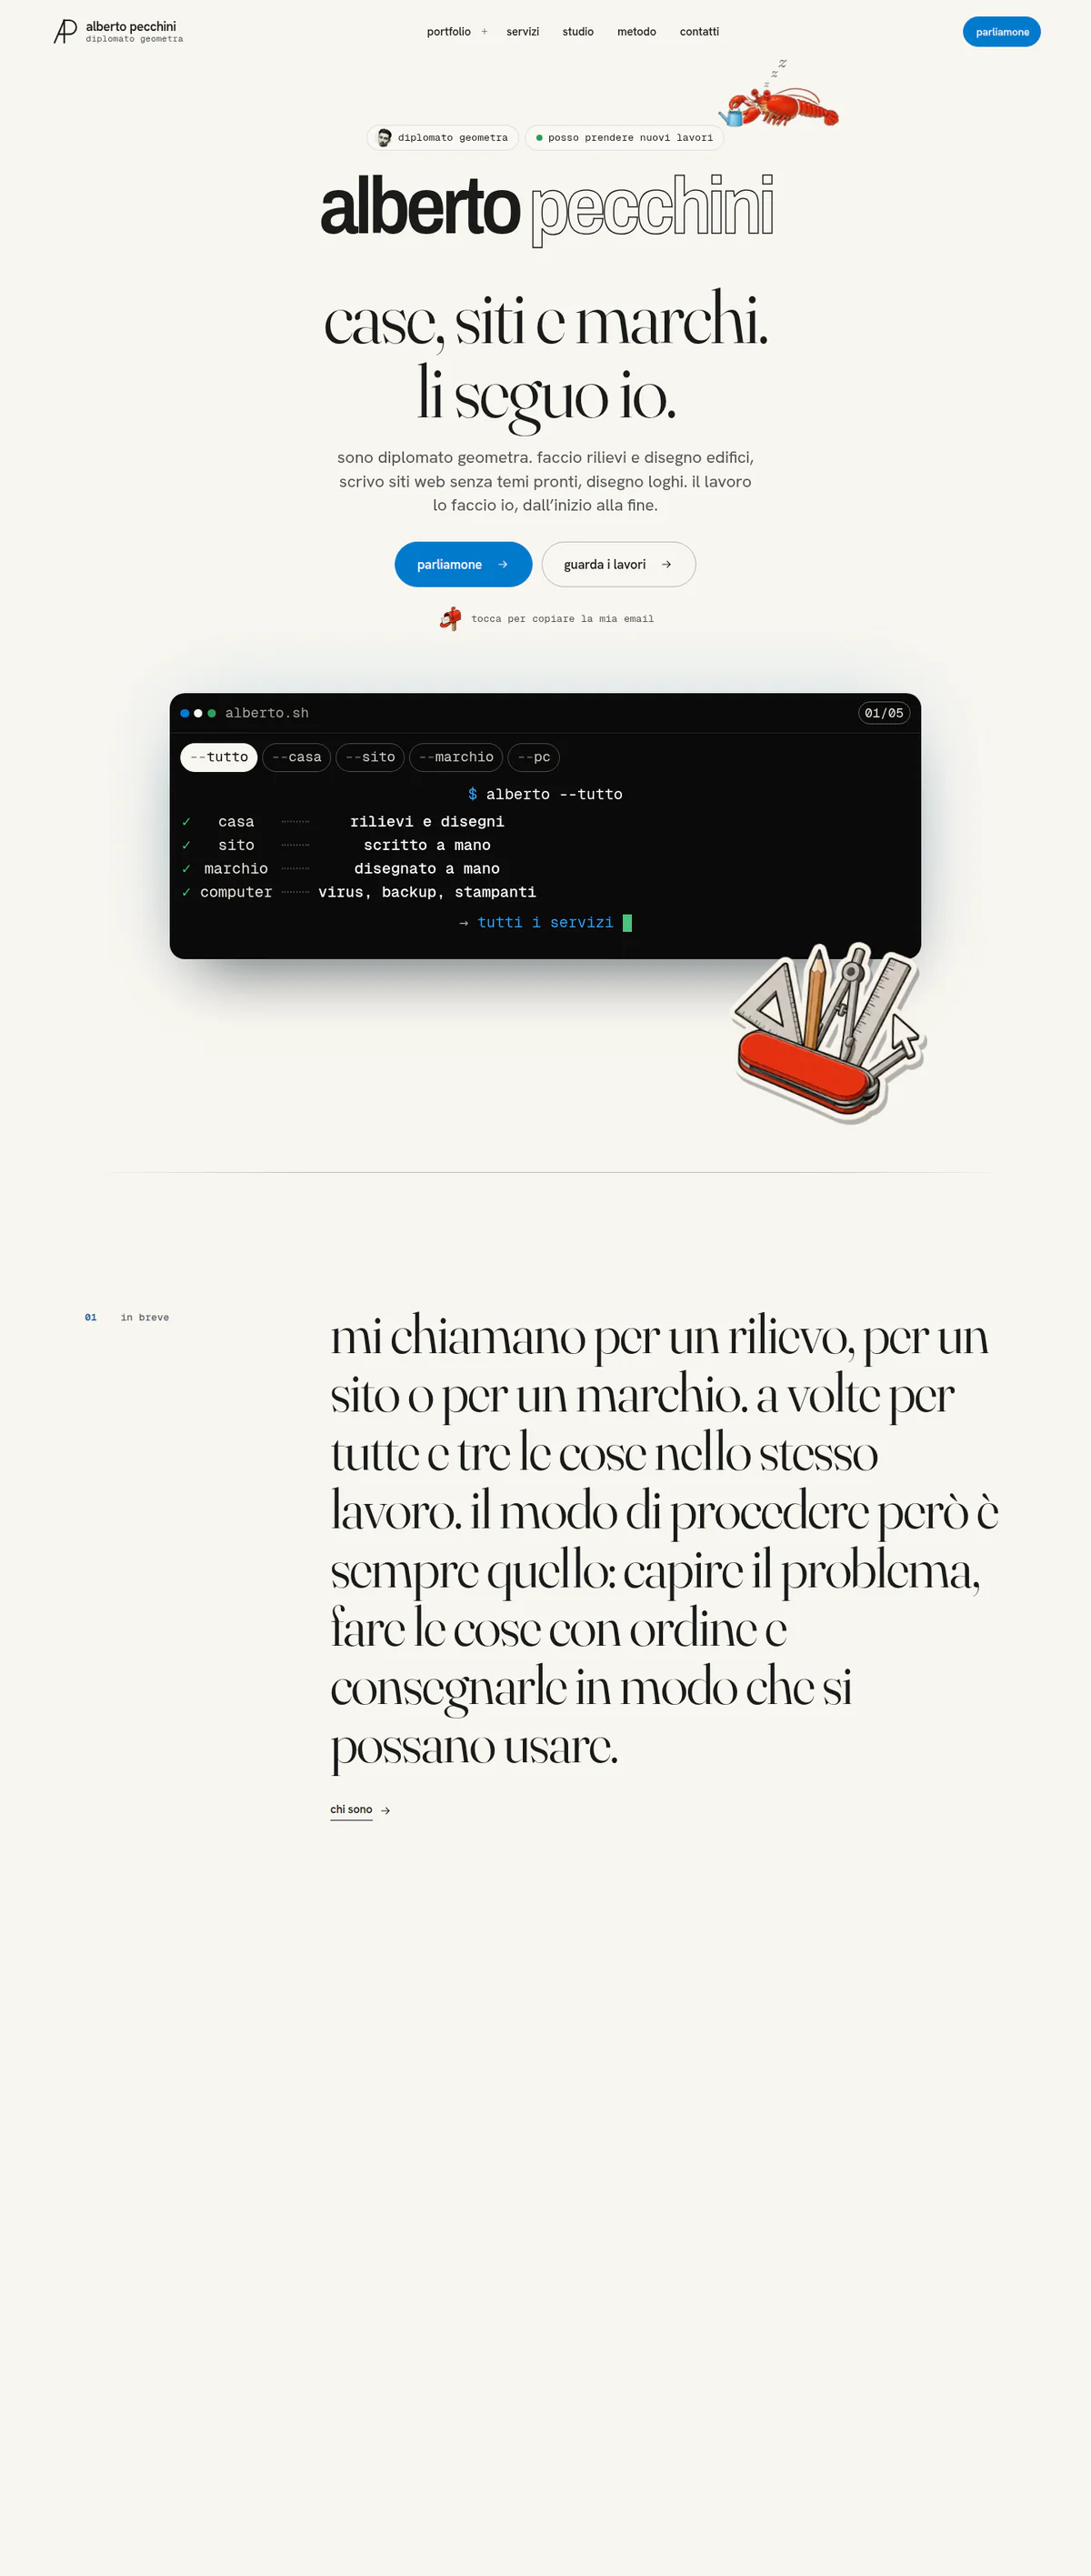 alberto pecchini
diplomato geometra
portfolio + servizi studio metodo contatti
parliamone
z z z
diplomato geometra
posso prendere nuovi lavori
alberto pecchini
case, siti e marchi.
li seguo io.
sono diplomato geometra. faccio rilievi e disegno edifici,
scrivo siti web senza temi pronti, disegno loghi. il lavoro
lo faccio io, dall’inizio alla fine.
parliamone →
guarda i lavori →
tocca per copiare la mia email
alberto.sh
01/05
--tutto --casa --sito --marchio --pc
$ alberto --tutto
✓ casa ········· rilievi e disegni
✓ sito ········· scritto a mano
✓ marchio ········· disegnato a mano
✓ computer ········· virus, backup, stampanti
→ tutti i servizi
01 in breve
mi chiamano per un rilievo, per un
sito o per un marchio. a volte per
tutte e tre le cose nello stesso
lavoro. il modo di procedere però è
sempre quello: capire il problema,
fare le cose con ordine e
consegnarle in modo che si
possano usare.
chi sono →